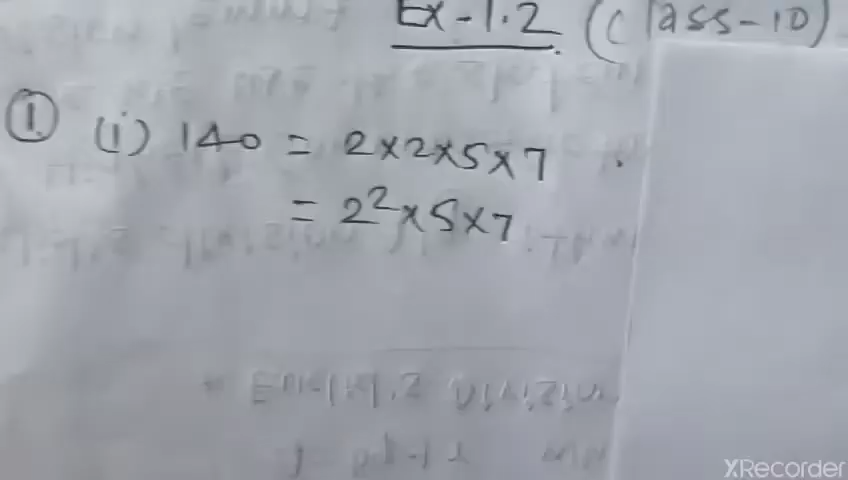 Ex-1.2 (Class-10)
① (i) 140 = 2×2×5×7
= 2²×5×7
XRecorder